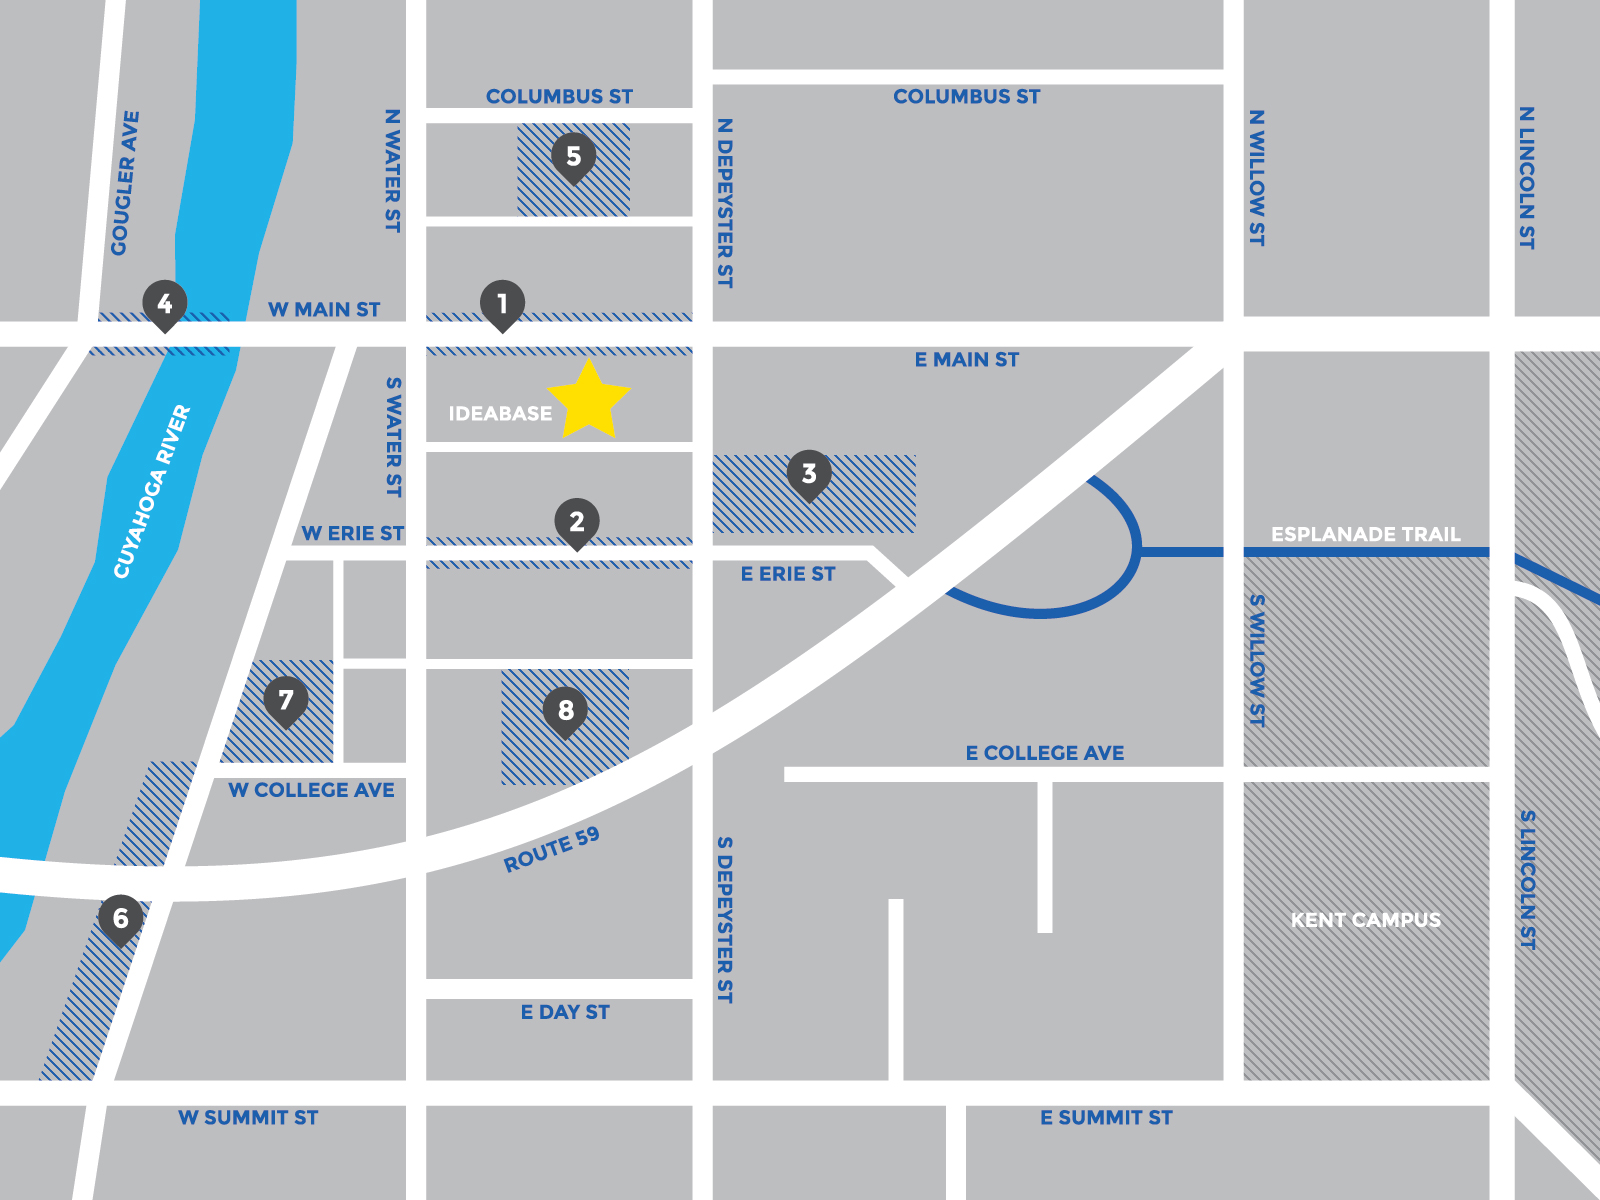 COLUMBUS ST
COLUMBUS ST
GOUGLER AVE
N WATER ST
5
N DEPEYSTER ST
N WILLOW ST
N LINCOLN ST
4
W MAIN ST
1
E MAIN ST
S WATER ST
IDEABASE
CUYAHOGA RIVER
3
2
W ERIE ST
ESPLANADE TRAIL
E ERIE ST
S WILLOW ST
7
8
E COLLEGE AVE
W COLLEGE AVE
ROUTE 59
S DEPEYSTER ST
S LINCOLN ST
6
KENT CAMPUS
E DAY ST
W SUMMIT ST
E SUMMIT ST